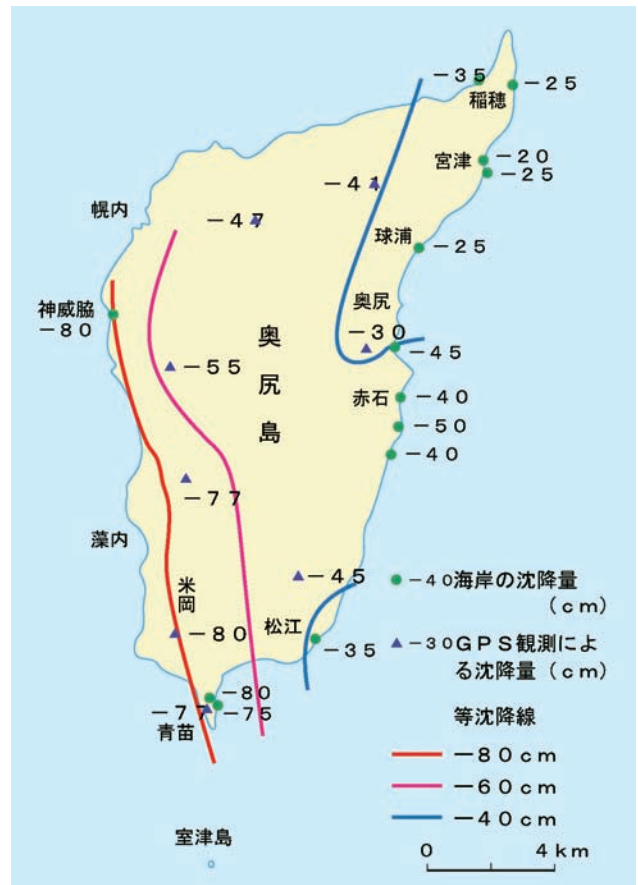 −35
−25
稲穂
宮津
−20
−25
−41
−47
幌内
球浦
−25
神威脇
−80
奥尻
−30
−45
奥尻島
−55
赤石
−40
−50
−40
−77
藻内
米岡
−45
−80
松江
−35
−80
−77
−75
青苗
室津島
−40海岸の沈降量
(cm)
−30GPS観測によ
る沈降量(cm)
等沈降線
−80cm
−60cm
−40cm
0 4km